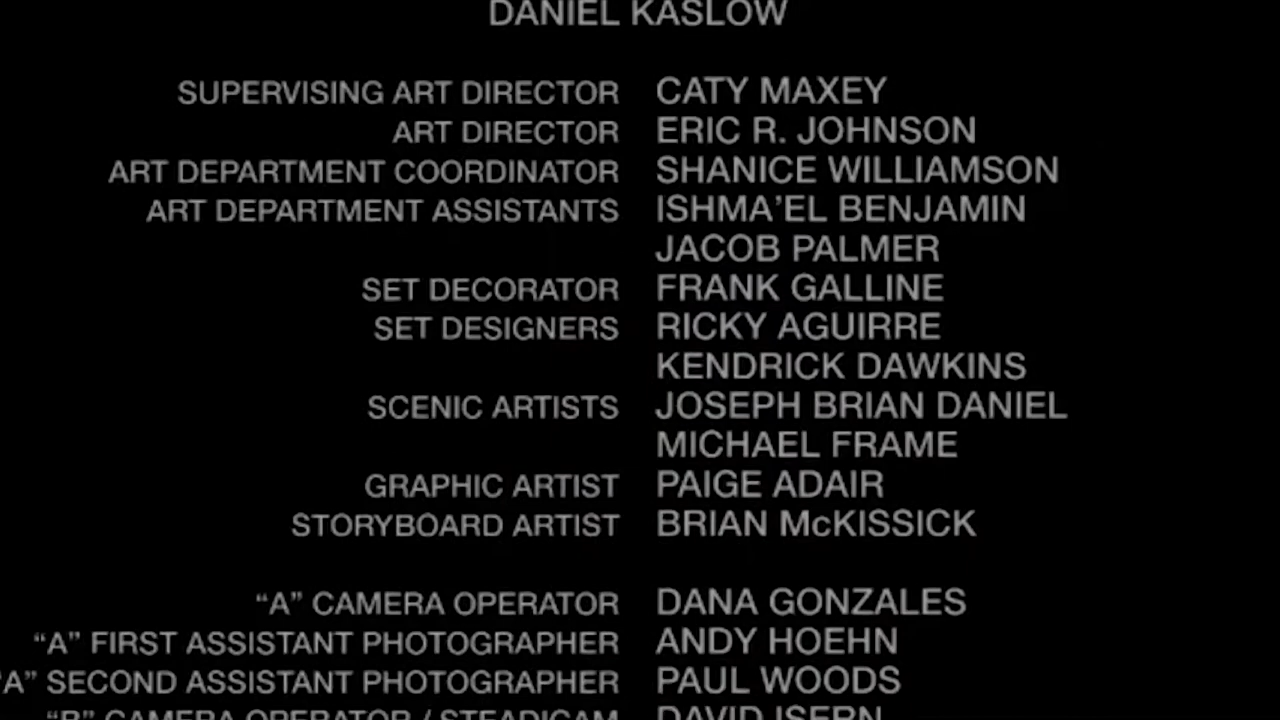 DANIEL KASLOW
SUPERVISING ART DIRECTOR CATY MAXEY
ART DIRECTOR ERIC R. JOHNSON
ART DEPARTMENT COORDINATOR SHANICE WILLIAMSON
ART DEPARTMENT ASSISTANTS ISHMA’EL BENJAMIN
JACOB PALMER
SET DECORATOR FRANK GALLINE
SET DESIGNERS RICKY AGUIRRE
KENDRICK DAWKINS
SCENIC ARTISTS JOSEPH BRIAN DANIEL
MICHAEL FRAME
GRAPHIC ARTIST PAIGE ADAIR
STORYBOARD ARTIST BRIAN McKISSICK
“A” CAMERA OPERATOR DANA GONZALES
“A” FIRST ASSISTANT PHOTOGRAPHER ANDY HOEHN
“A” SECOND ASSISTANT PHOTOGRAPHER PAUL WOODS
“B” CAMERA OPERATOR / STEADICAM DAVID ISERN